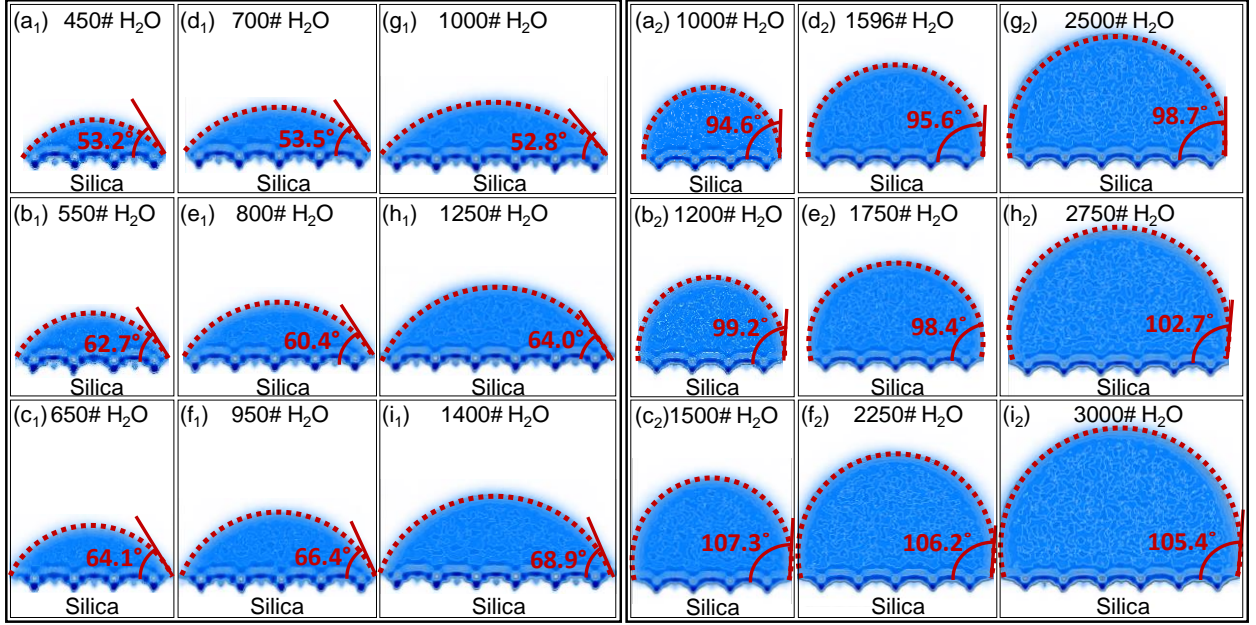 (a₁) 450# H₂O
53.2°
Silica
(d₁) 700# H₂O
53.5°
Silica
(g₁) 1000# H₂O
52.8°
Silica
(b₁) 550# H₂O
62.7°
Silica
(e₁) 800# H₂O
60.4°
Silica
(h₁) 1250# H₂O
64.0°
Silica
(c₁) 650# H₂O
64.1°
Silica
(f₁) 950# H₂O
66.4°
Silica
(i₁) 1400# H₂O
68.9°
Silica
(a₂) 1000# H₂O
94.6°
Silica
(d₂) 1596# H₂O
95.6°
Silica
(g₂) 2500# H₂O
98.7°
Silica
(b₂) 1200# H₂O
99.2°
Silica
(e₂) 1750# H₂O
98.4°
Silica
(h₂) 2750# H₂O
102.7°
Silica
(c₂) 1500# H₂O
107.3°
Silica
(f₂) 2250# H₂O
106.2°
Silica
(i₂) 3000# H₂O
105.4°
Silica